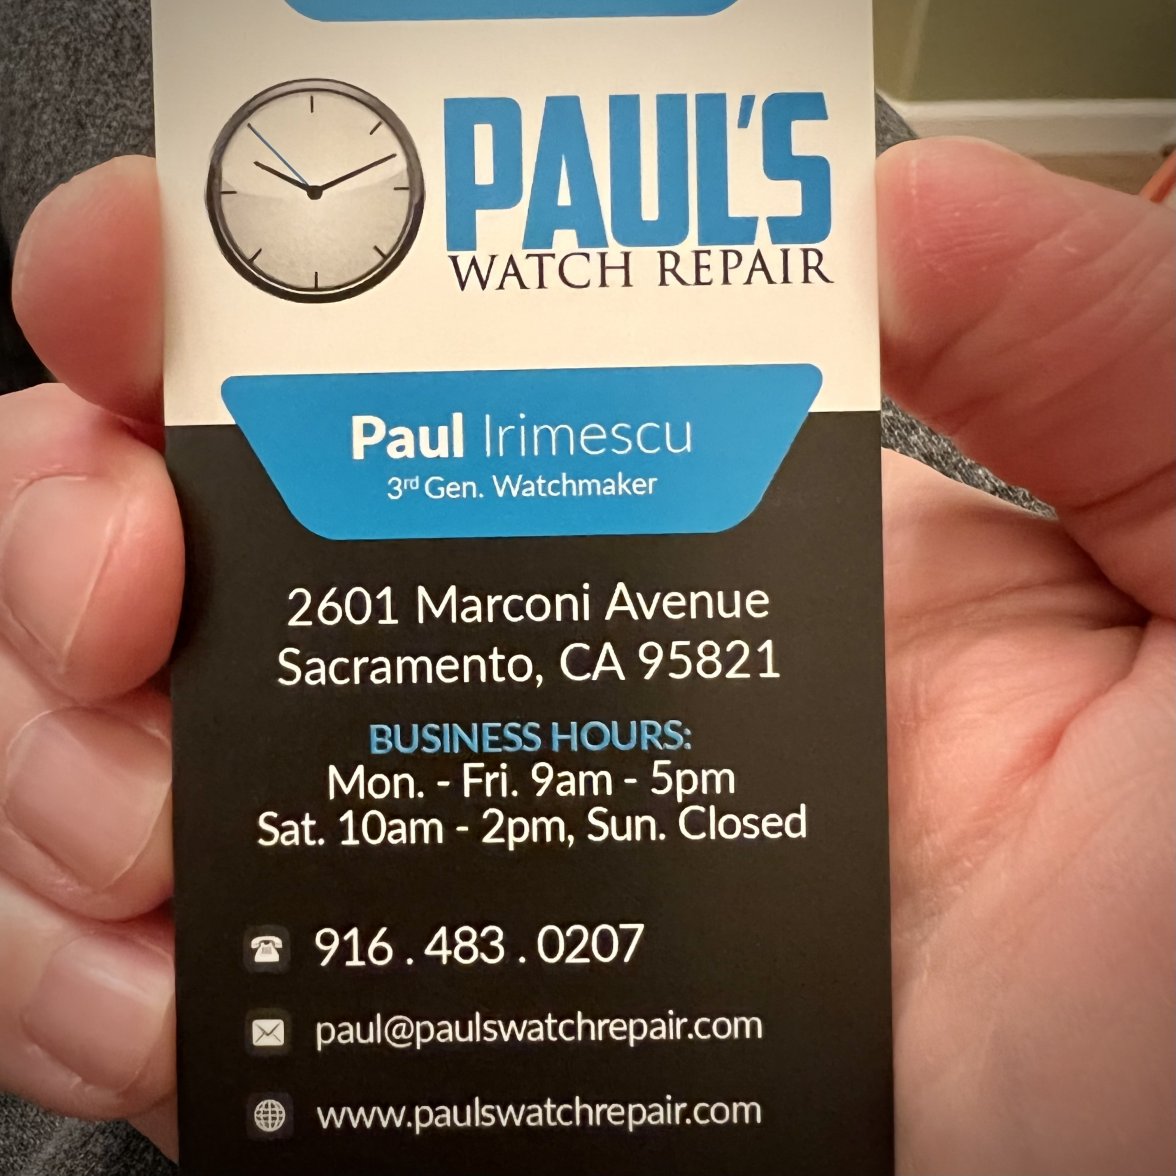 PAUL'S
WATCH REPAIR
Paul Irimescu
3rd Gen. Watchmaker
2601 Marconi Avenue
Sacramento, CA 95821
BUSINESS HOURS:
Mon. - Fri. 9am - 5pm
Sat. 10am - 2pm, Sun. Closed
916 . 483 . 0207
paul@paulswatchrepair.com
www.paulswatchrepair.com